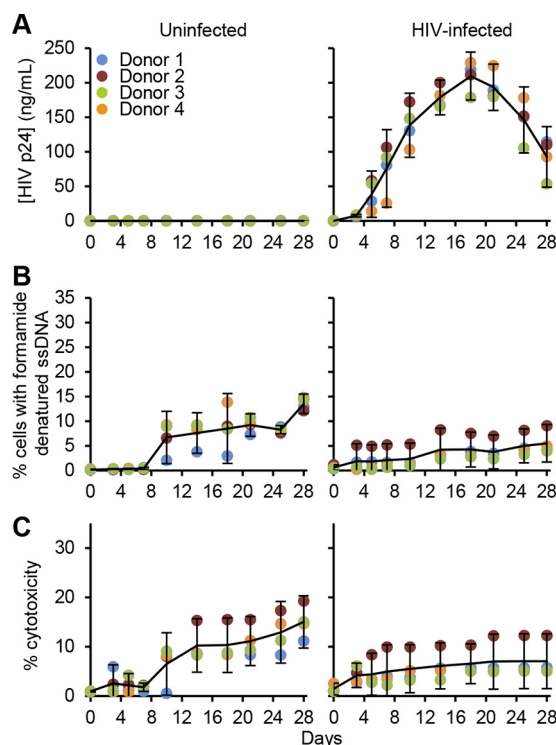 A
Uninfected
HIV-infected
[HIV p24] (ng/mL)
250
200
150
100
50
0
Donor 1
Donor 2
Donor 3
Donor 4
0 4 8 12 16 20 24 28
0 4 8 12 16 20 24 28
B
% cells with formamide
denatured ssDNA
35
30
25
20
15
10
5
0
0 4 8 12 16 20 24 28
0 4 8 12 16 20 24 28
C
% cytotoxicity
30
20
10
0
0 4 8 12 16 20 24 28
0 4 8 12 16 20 24 28
Days